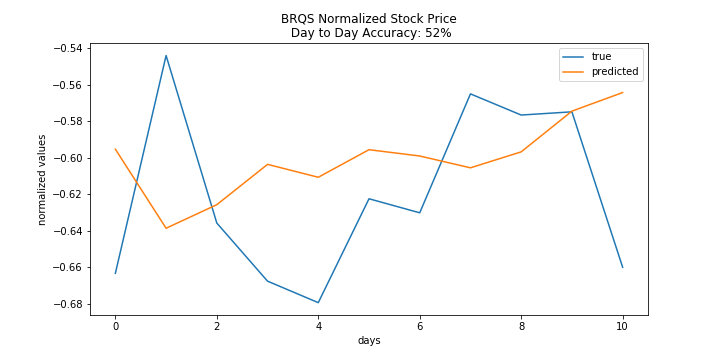 BRQS Normalized Stock Price
Day to Day Accuracy: 52%
true
predicted
normalized values
−0.54
−0.56
−0.58
−0.60
−0.62
−0.64
−0.66
−0.68
0 2 4 6 8 10
days